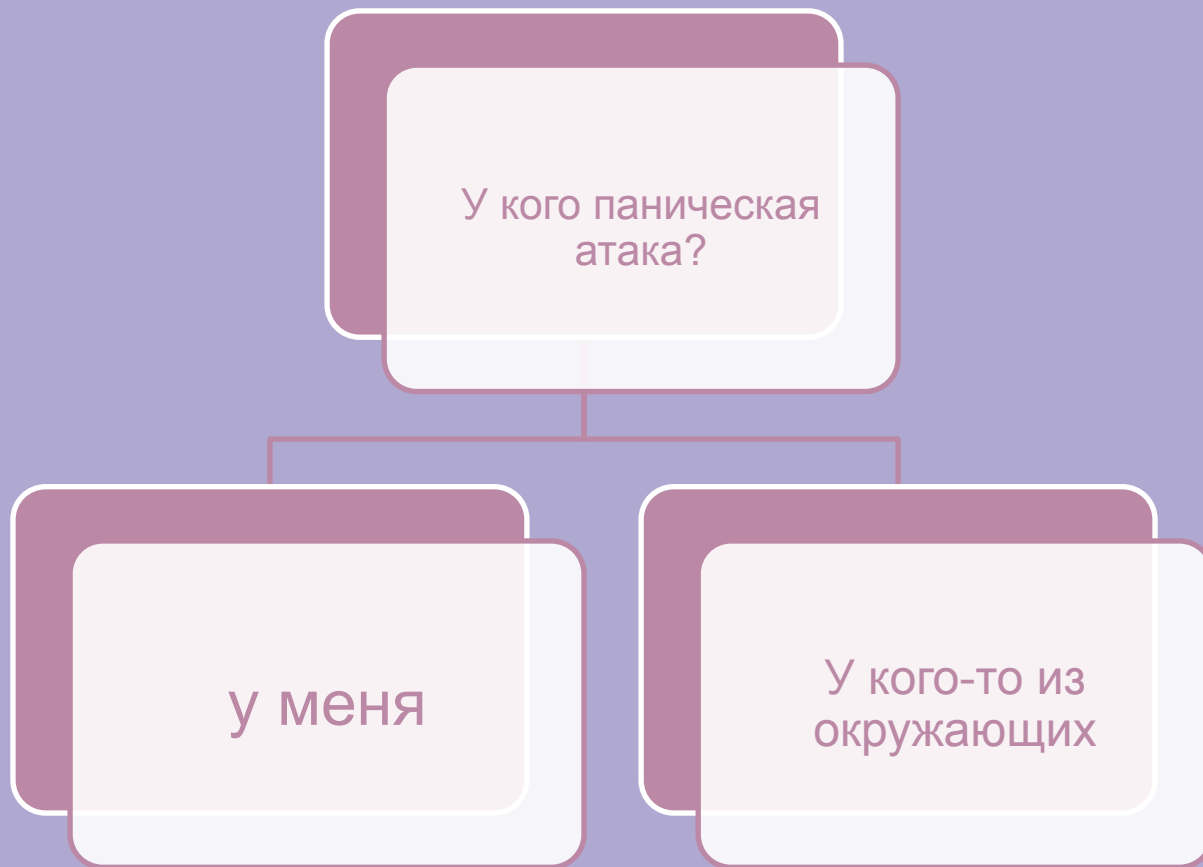 У кого паническая
атака?
у меня
У кого-то из
окружающих